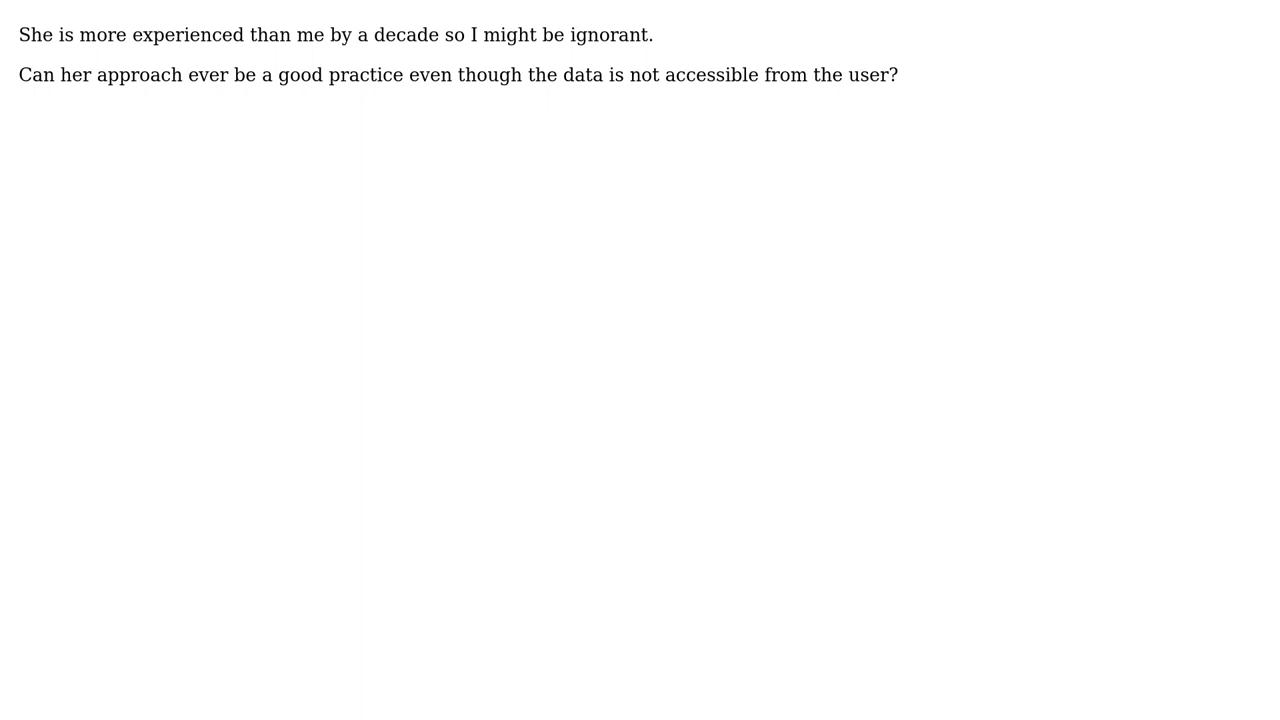 She is more experienced than me by a decade so I might be ignorant.
Can her approach ever be a good practice even though the data is not accessible from the user?